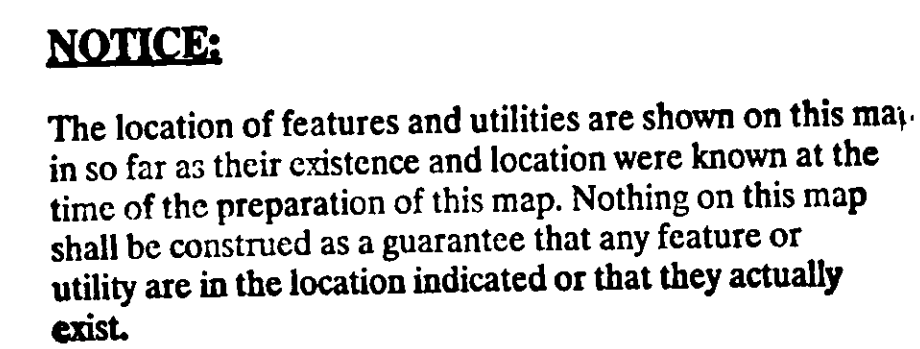 NOTICE:
The location of features and utilities are shown on this map
in so far as their existence and location were known at the
time of the preparation of this map. Nothing on this map
shall be construed as a guarantee that any feature or
utility are in the location indicated or that they actually
exist.